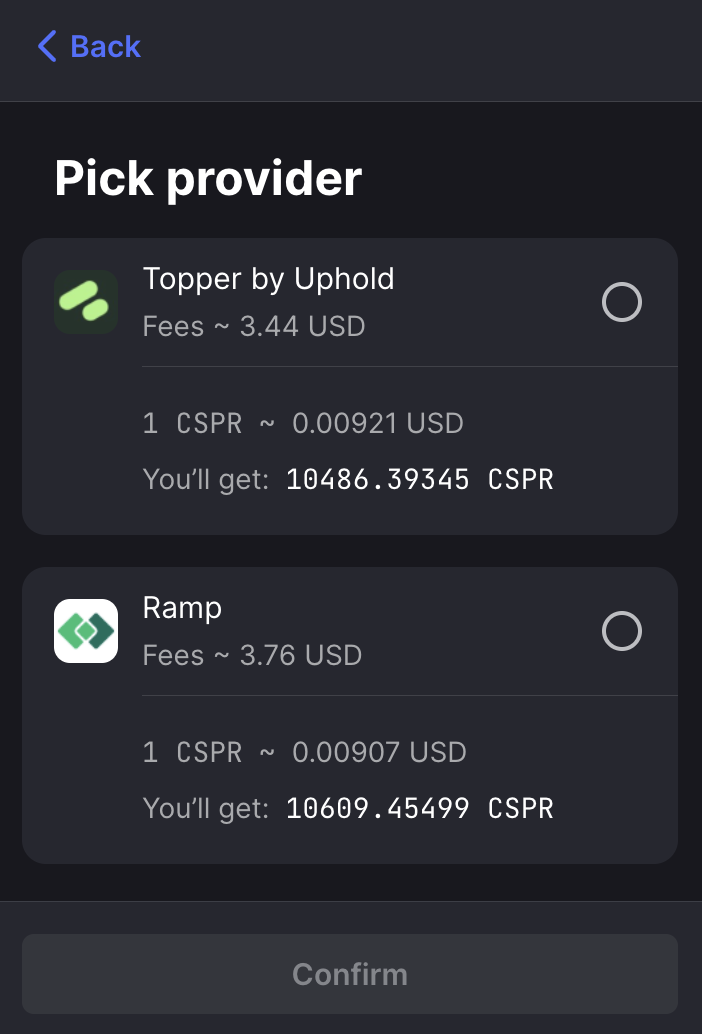 Back
Pick provider
Topper by Uphold
Fees ~ 3.44 USD
1 CSPR ~ 0.00921 USD
You’ll get: 10486.39345 CSPR
Ramp
Fees ~ 3.76 USD
1 CSPR ~ 0.00907 USD
You’ll get: 10609.45499 CSPR
Confirm